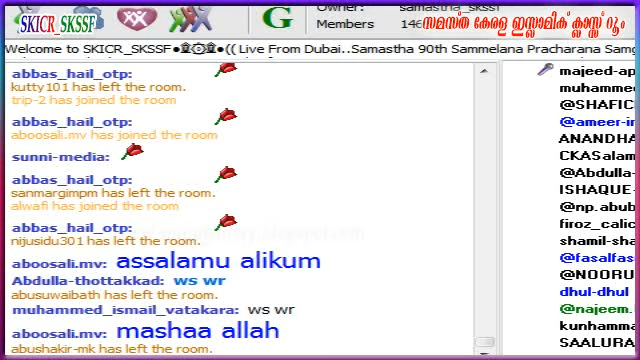 SKICR_SKSSF
Owner: samastha_skssf
Members 146
സമസ്ത കേരള ഇസ്ലാമിക് ക്ലാസ്സ് റൂം
Welcome to SKICR_SKSSF●۩۞۩●(( Live From Dubai..Samastha 90th Sammelana Pracharana Samg
abbas_hail_otp:
kutty101 has left the room.
trip-2 has joined the room
abbas_hail_otp:
aboosali.mv has joined the room
sunni-media:
abbas_hail_otp:
sanmargimpm has left the room.
alwafi has joined the room
abbas_hail_otp:
nijusidu301 has left the room.
aboosali.mv: assalamu alikum
Abdulla-thottakkad: ws wr
abusuwaibath has left the room.
muhammed_ismail_vatakara: ws wr
aboosali.mv: mashaa allah
abushakir-mk has left the room.
majeed-ap
muhamme
@SHAFIC
@ameer-in
ANANDHA
CKASalam
@Abdulla-
ISHAQUE-
@np.abub
firoz_calic
shamil-sha
@fasalfas
@NOORU
dhul-dhul
@najeem.
kunhamma
SAALURA